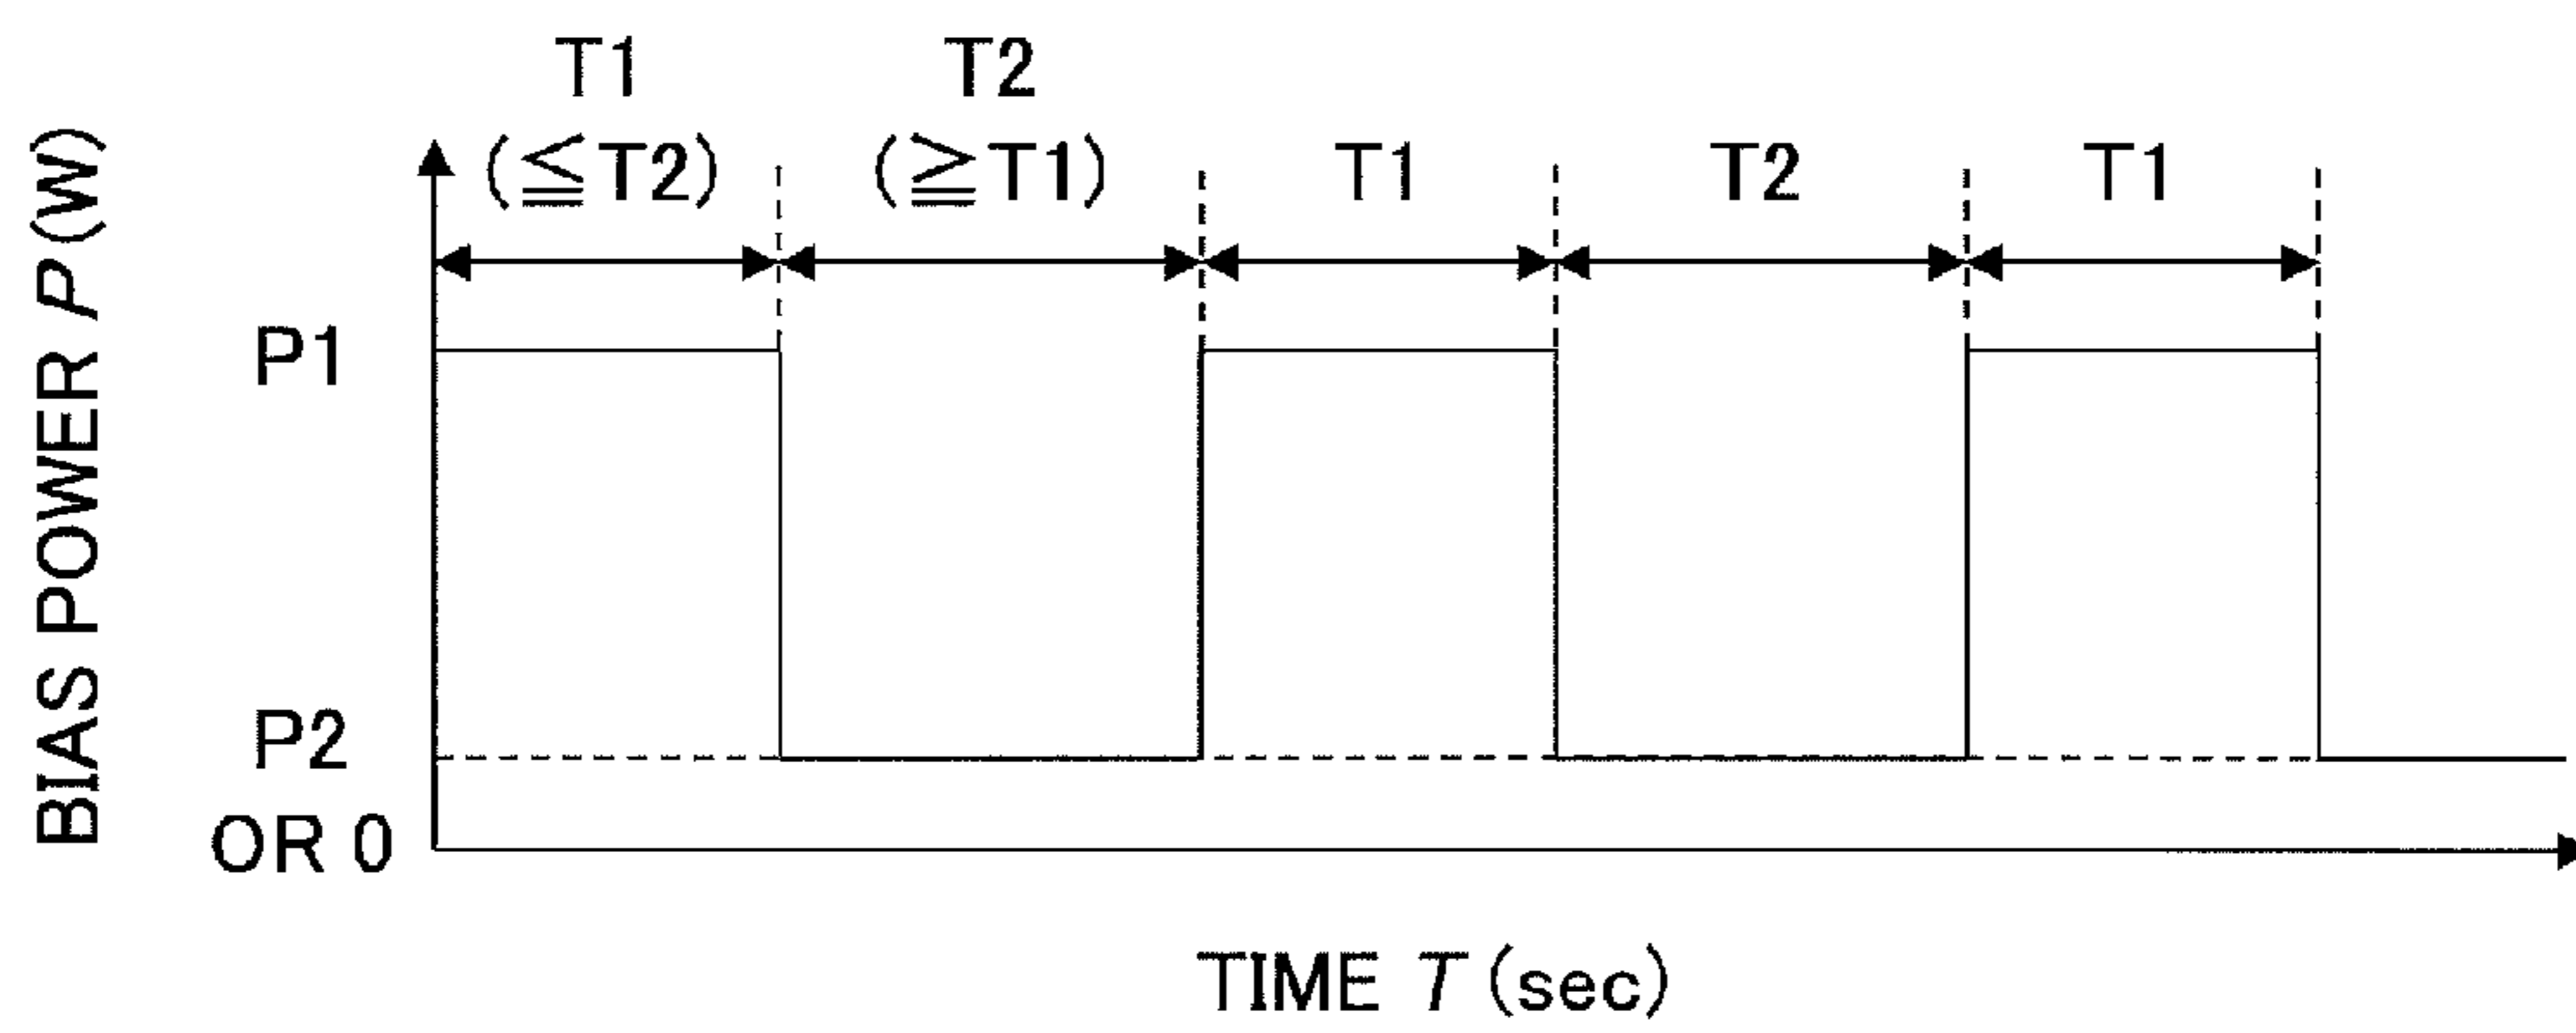 T1
(≦T2)
T2
(≧T1)
T1
T2
T1
BIAS POWER P (W)
P1
P2
OR 0
TIME T (sec)